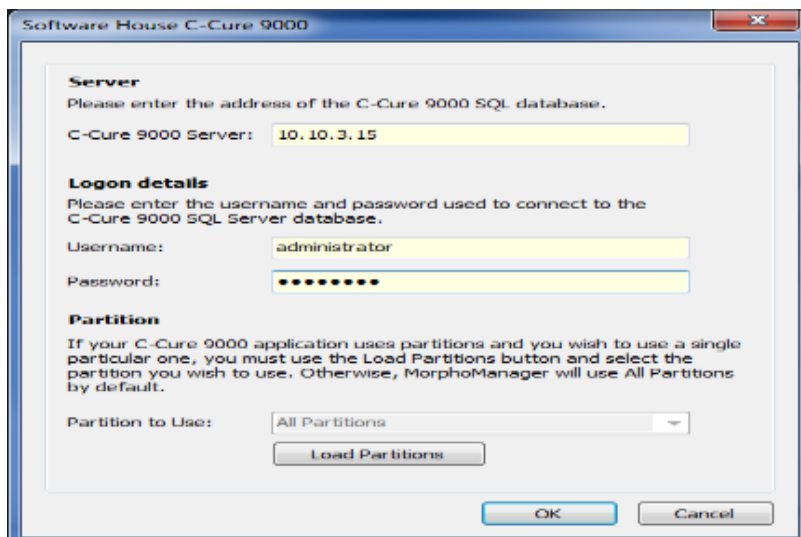 Software House C-Cure 9000
Server
Please enter the address of the C-Cure 9000 SQL database.
C-Cure 9000 Server: 10.10.3.15
Logon details
Please enter the username and password used to connect to the
C-Cure 9000 SQL Server database.
Username: administrator
Password: ●●●●●●●●
Partition
If your C-Cure 9000 application uses partitions and you wish to use a single
particular one, you must use the Load Partitions button and select the
partition you wish to use. Otherwise, MorphoManager will use All Partitions
by default.
Partition to Use: All Partitions
Load Partitions
OK Cancel